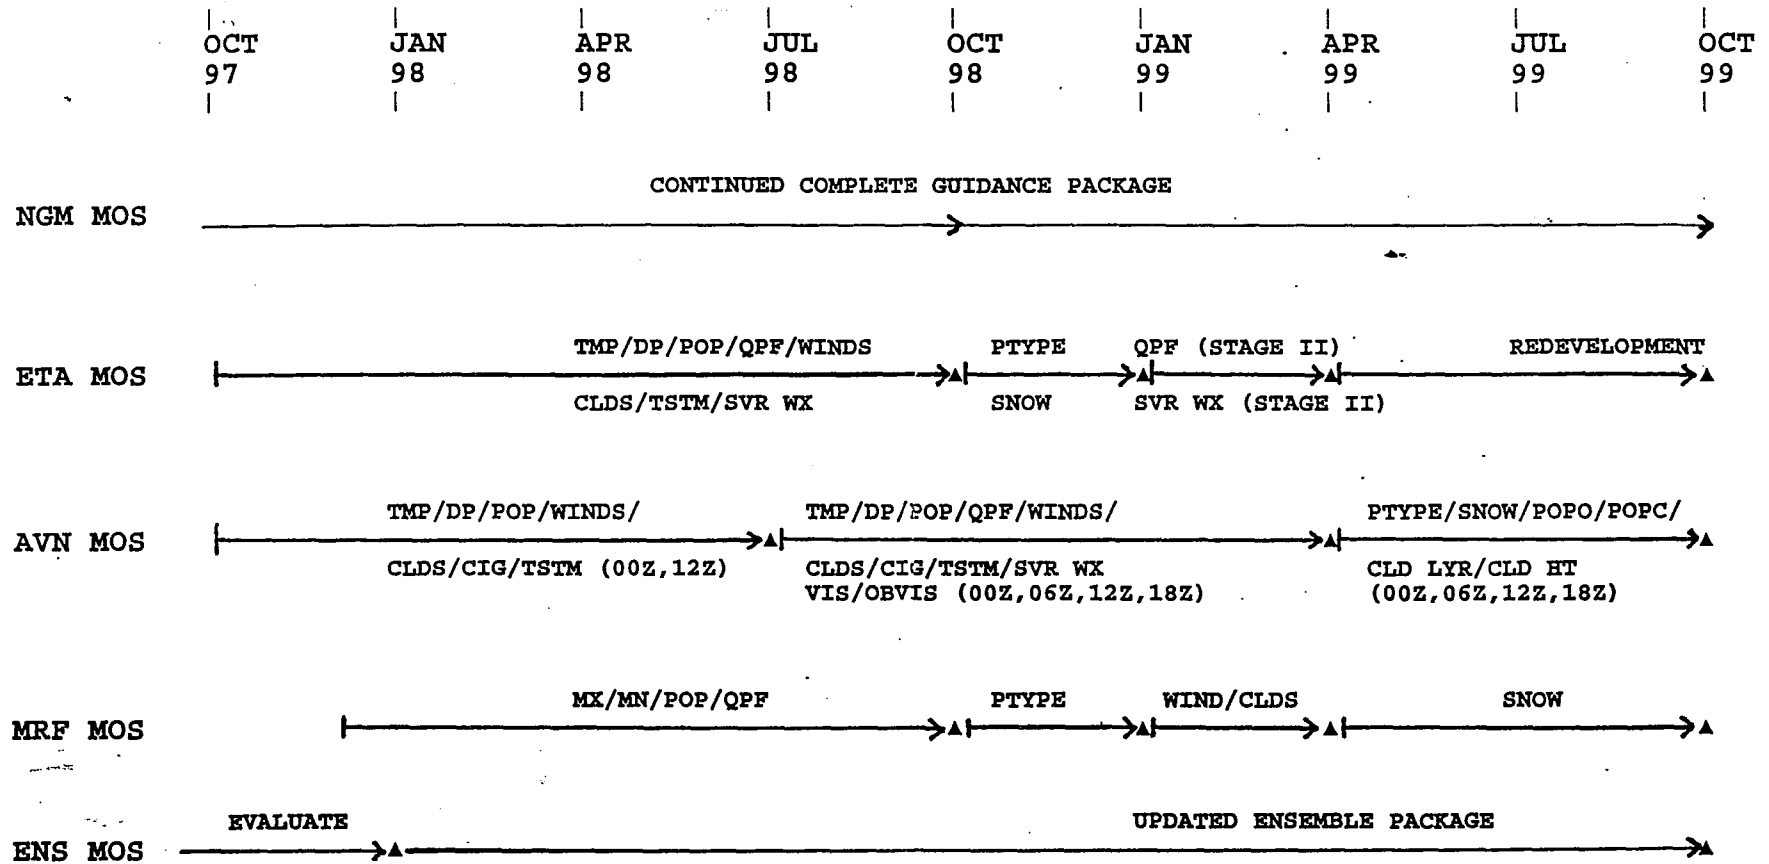 OCT JAN APR JUL OCT JAN APR JUL OCT
97 98 98 98 98 99 99 99 99
CONTINUED COMPLETE GUIDANCE PACKAGE
NGM MOS
TMP/DP/POP/QPF/WINDS PTYPE QPF (STAGE II) REDEVELOPMENT
ETA MOS
CLDS/TSTM/SVR WX SNOW SVR WX (STAGE II)
TMP/DP/POP/WINDS/ TMP/DP/POP/QPF/WINDS/ PTYPE/SNOW/POPO/POPC/
AVN MOS
CLDS/CIG/TSTM (00Z,12Z) CLDS/CIG/TSTM/SVR WX CLD LYR/CLD HT
VIS/OBVIS (00Z,06Z,12Z,18Z) (00Z,06Z,12Z,18Z)
MX/MN/POP/QPF PTYPE WIND/CLDS SNOW
MRF MOS
EVALUATE UPDATED ENSEMBLE PACKAGE
ENS MOS